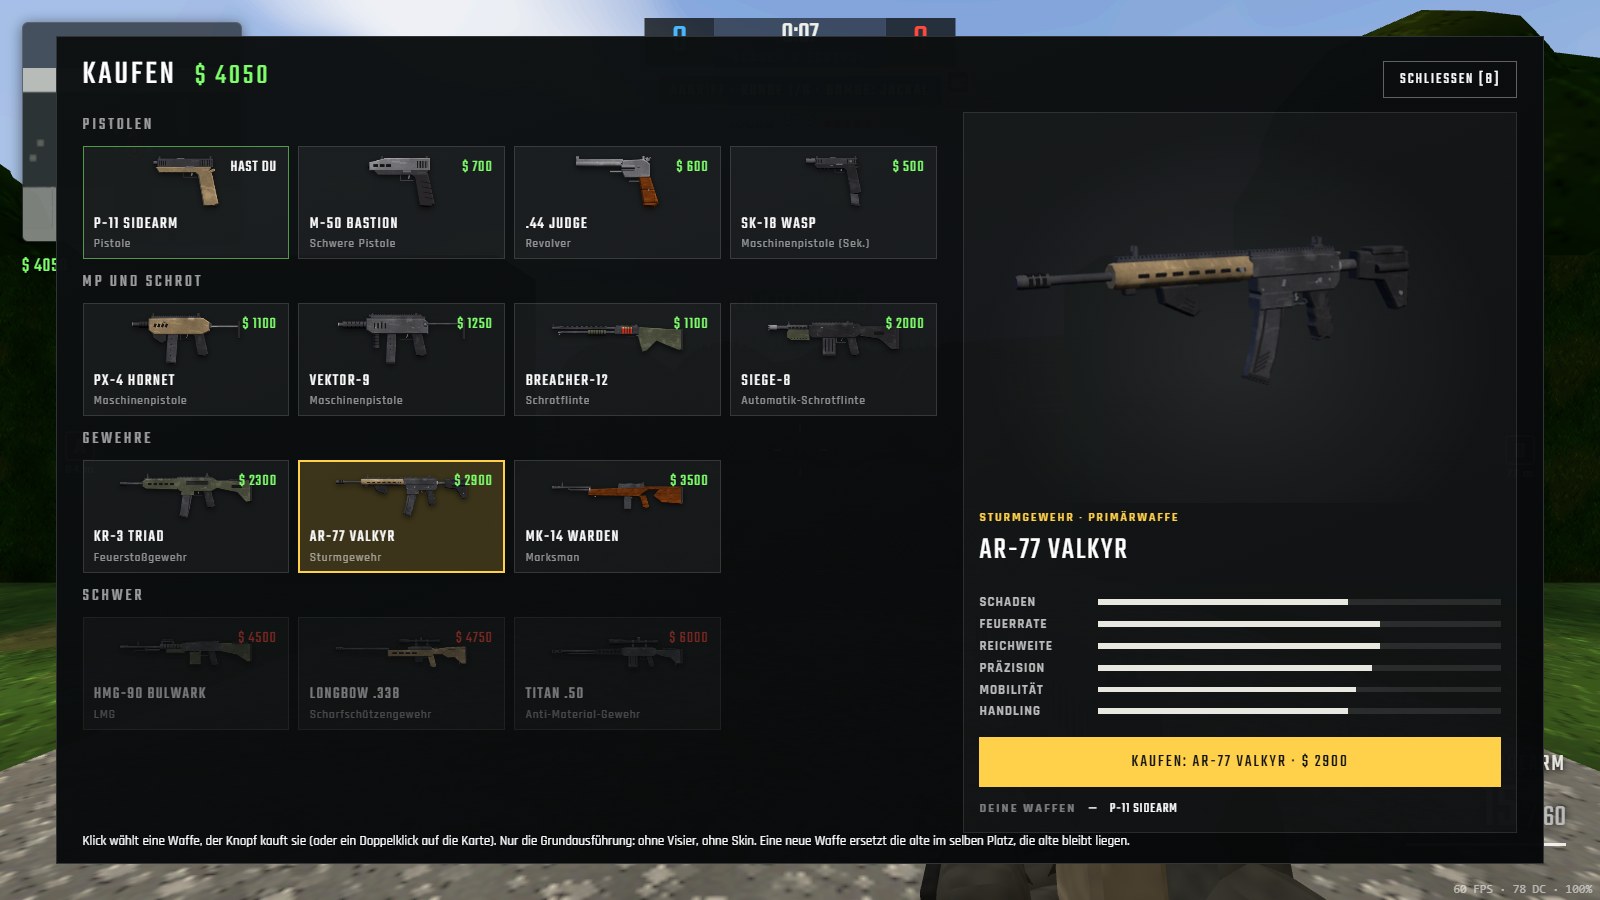 0 0:07 0
KAUFEN $ 4050
SCHLIESSEN [B]
PISTOLEN
HAST DU
P-11 SIDEARM
Pistole
$ 700
M-50 BASTION
Schwere Pistole
$ 600
.44 JUDGE
Revolver
$ 500
SK-18 WASP
Maschinenpistole (Sek.)
$ 405
MP UND SCHROT
$ 1100
PX-4 HORNET
Maschinenpistole
$ 1250
VEKTOR-9
Maschinenpistole
$ 1100
BREACHER-12
Schrotflinte
$ 2000
SIEGE-8
Automatik-Schrotflinte
GEWEHRE
$ 2300
KR-3 TRIAD
Feuerstoßgewehr
$ 2900
AR-77 VALKYR
Sturmgewehr
$ 3500
MK-14 WARDEN
Marksman
SCHWER
$ 4500
HMG-90 BULWARK
LMG
$ 4750
LONGBOW .338
Scharfschützengewehr
$ 6000
TITAN .50
Anti-Material-Gewehr
STURMGEWEHR · PRIMÄRWAFFE
AR-77 VALKYR
SCHADEN
FEUERRATE
REICHWEITE
PRÄZISION
MOBILITÄT
HANDLING
KAUFEN: AR-77 VALKYR · $ 2900
DEINE WAFFEN — P-11 SIDEARM
RM
60
Klick wählt eine Waffe, der Knopf kauft sie (oder ein Doppelklick auf die Karte). Nur die Grundausführung: ohne Visier, ohne Skin. Eine neue Waffe ersetzt die alte im selben Platz, die alte bleibt liegen.
60 FPS · 78 DC · 100%